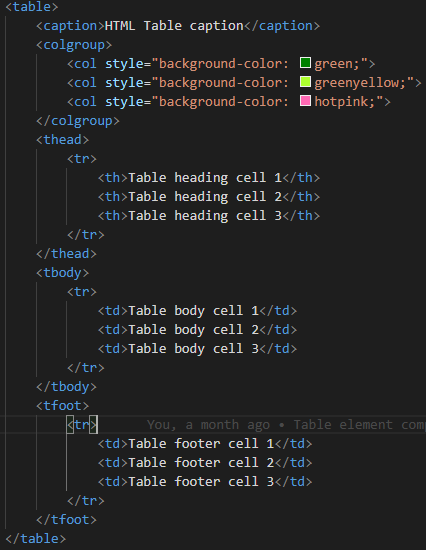 <table>
<caption>HTML Table caption</caption>
<colgroup>
<col style="background-color: green;">
<col style="background-color: greenyellow;">
<col style="background-color: hotpink;">
</colgroup>
<thead>
<tr>
<th>Table heading cell 1</th>
<th>Table heading cell 2</th>
<th>Table heading cell 3</th>
</tr>
</thead>
<tbody>
<tr>
<td>Table body cell 1</td>
<td>Table body cell 2</td>
<td>Table body cell 3</td>
</tr>
</tbody>
<tfoot>
<tr> You, a month ago • Table element com
<td>Table footer cell 1</td>
<td>Table footer cell 2</td>
<td>Table footer cell 3</td>
</tr>
</tfoot>
</table>